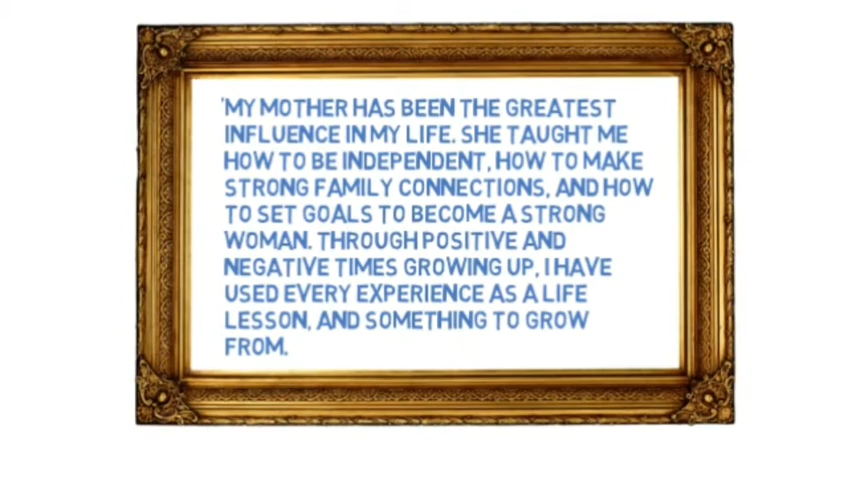 'MY MOTHER HAS BEEN THE GREATEST
INFLUENCE IN MY LIFE. SHE TAUGHT ME
HOW TO BE INDEPENDENT, HOW TO MAKE
STRONG FAMILY CONNECTIONS, AND HOW
TO SET GOALS TO BECOME A STRONG
WOMAN. THROUGH POSITIVE AND
NEGATIVE TIMES GROWING UP, I HAVE
USED EVERY EXPERIENCE AS A LIFE
LESSON, AND SOMETHING TO GROW
FROM.